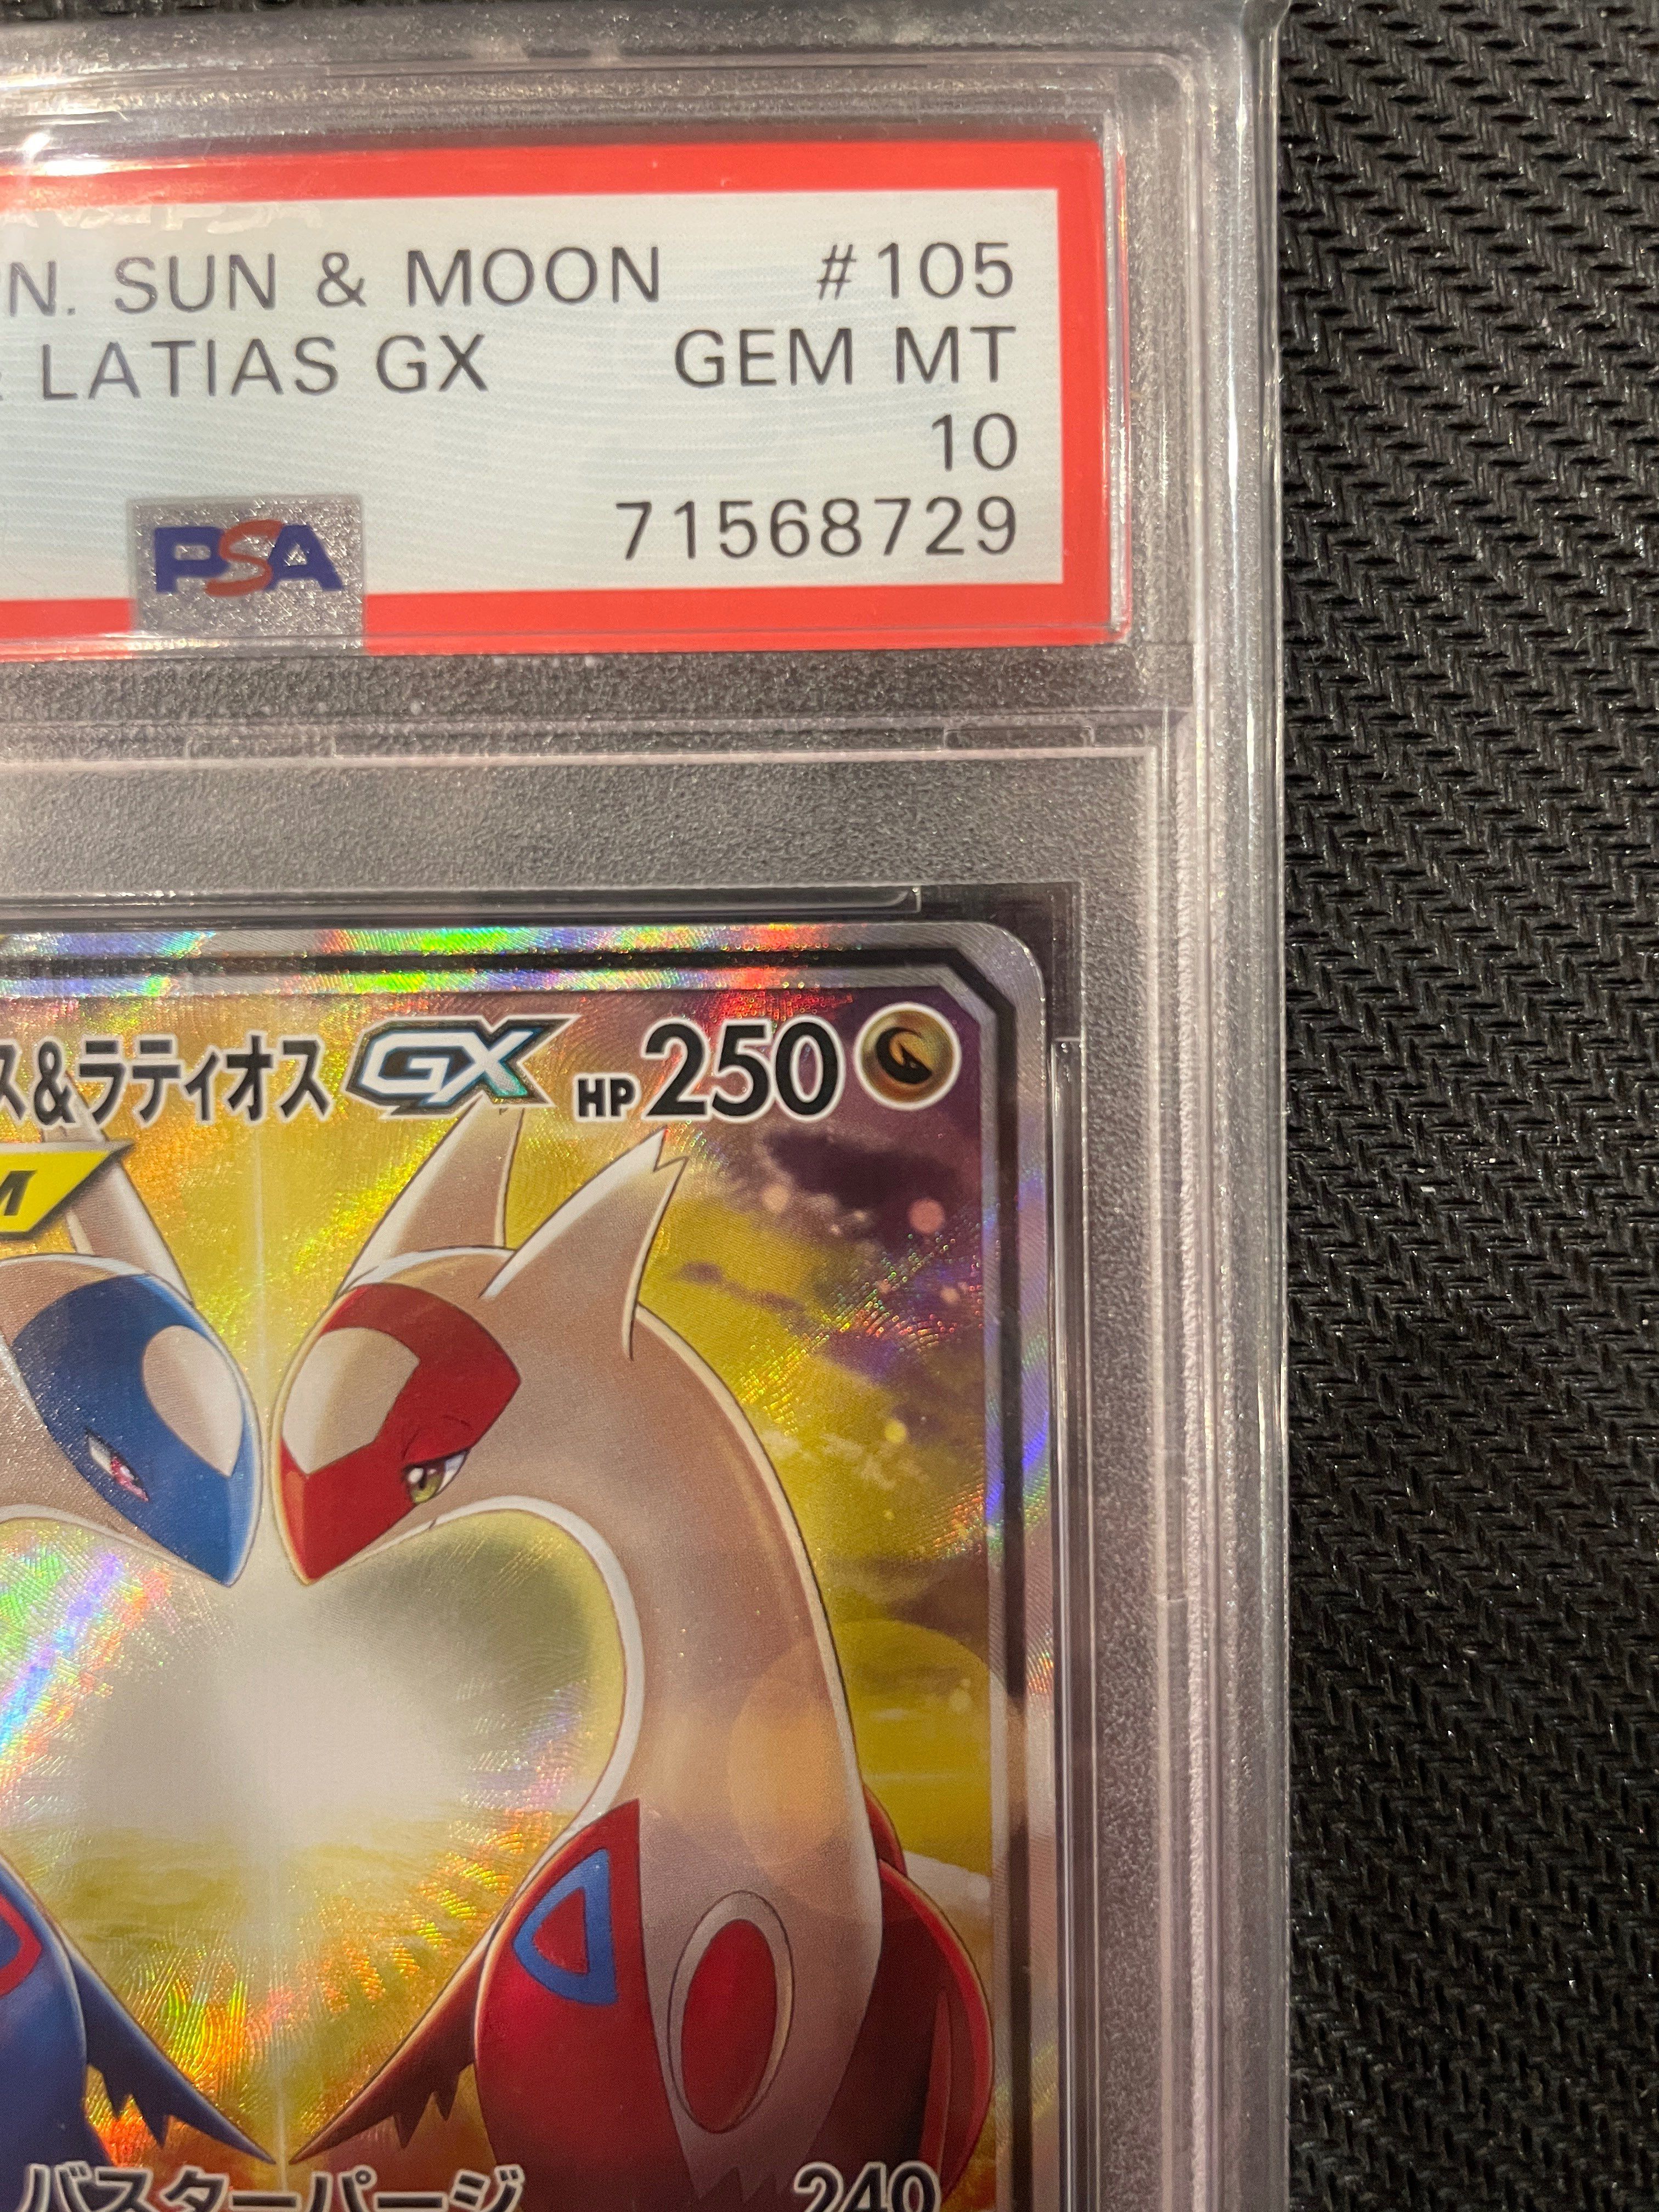 N. SUN & MOON #105
& LATIAS GX GEM MT
10
PSA 71568729
ス&ラティオス GX HP 250
M
バスターパージ 240